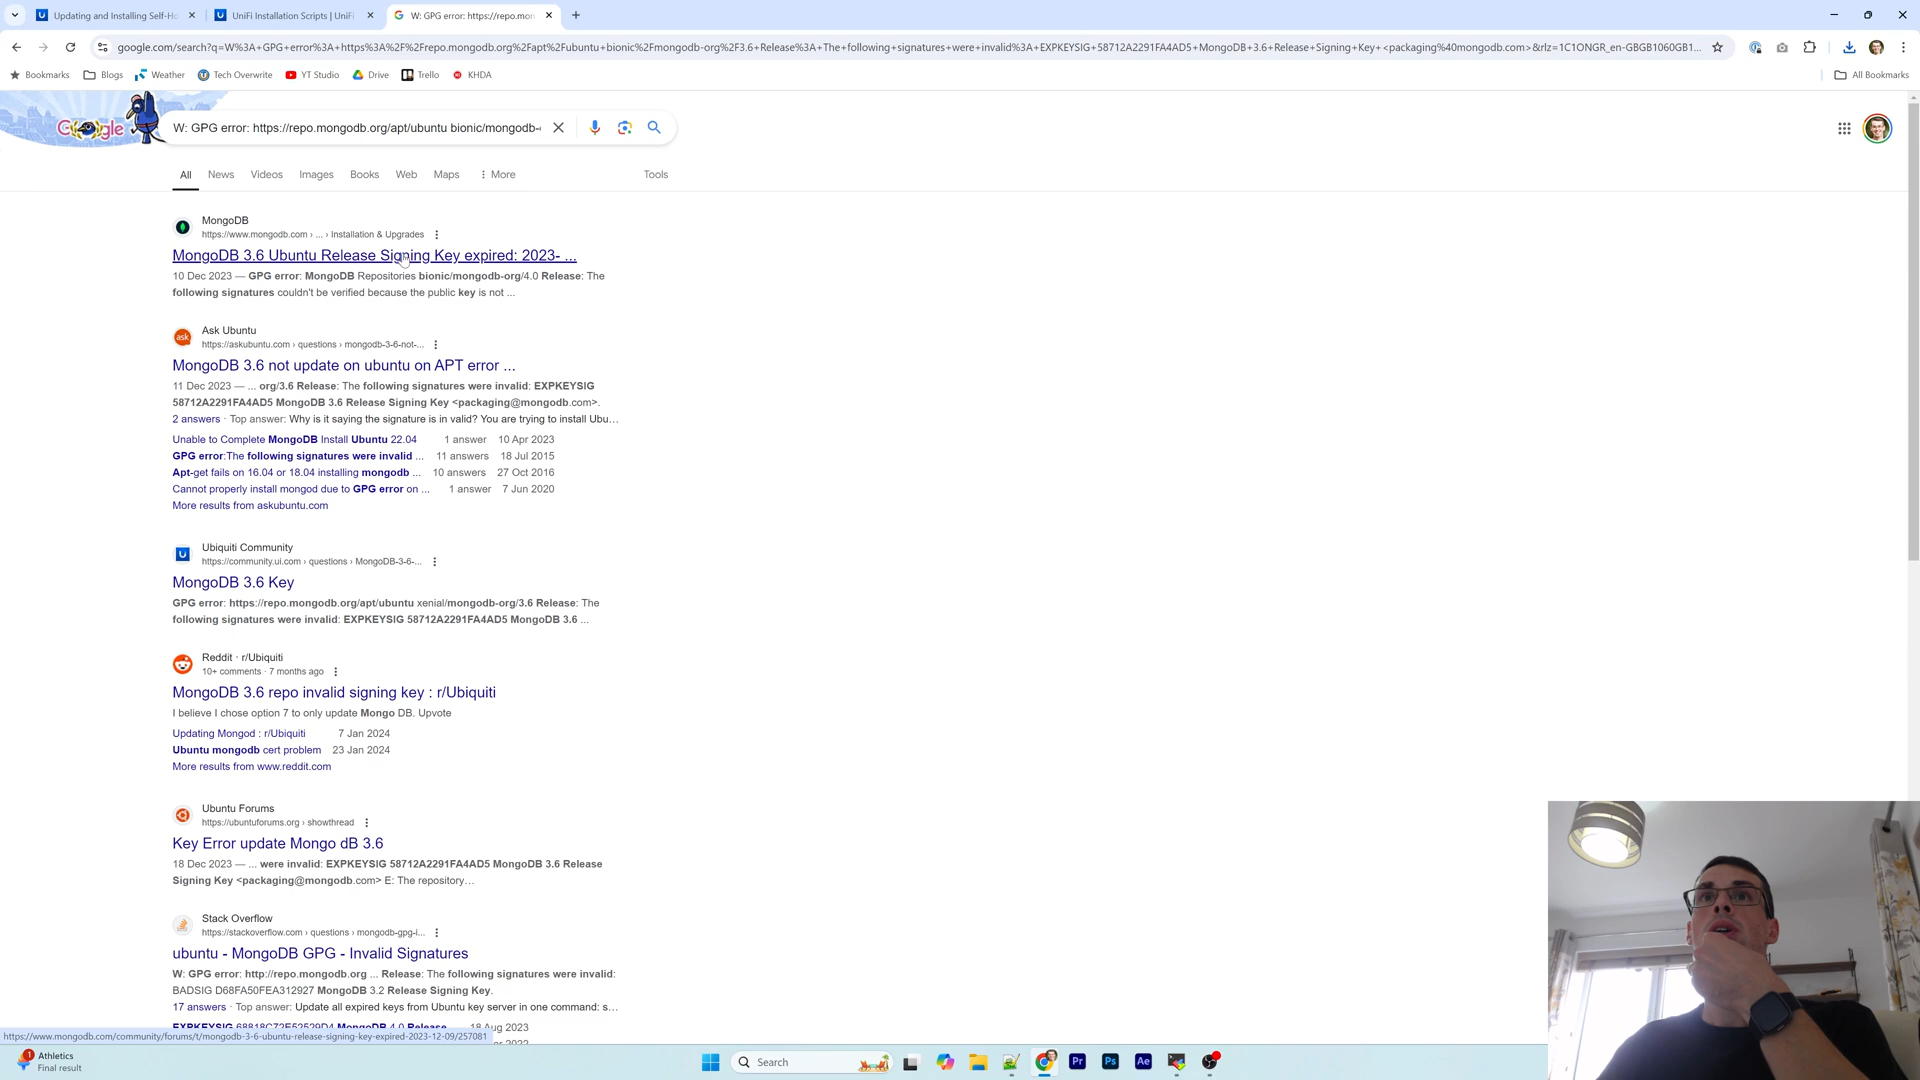 Updating and Installing Self-Ho
UniFi Installation Scripts | UniFi
W: GPG error: https://repo.mon
google.com/search?q=W%3A+GPG+error%3A+https%3A%2F%2Frepo.mongodb.org%2Fapt%2Fubuntu+bionic%2Fmongodb-org%2F3.6+Release%3A+The+following+signatures+were+invalid%3A+EXPKEYSIG+58712A2291FA4AD5+MongoDB+3.6+Release+Signing+Key+<packaging%40mongodb.com>&rlz=1C1ONGR_en-GBGB1060GB1...
Bookmarks Blogs Weather Tech Overwrite YT Studio Drive Trello KHDA All Bookmarks
Google
W: GPG error: https://repo.mongodb.org/apt/ubuntu bionic/mongodb-
All News Videos Images Books Web Maps More Tools
MongoDB
https://www.mongodb.com › ... › Installation & Upgrades
MongoDB 3.6 Ubuntu Release Signing Key expired: 2023- ...
10 Dec 2023 — GPG error: MongoDB Repositories bionic/mongodb-org/4.0 Release: The
following signatures couldn't be verified because the public key is not ...
ask
Ask Ubuntu
https://askubuntu.com › questions › mongodb-3-6-not-...
MongoDB 3.6 not update on ubuntu on APT error ...
11 Dec 2023 — ... org/3.6 Release: The following signatures were invalid: EXPKEYSIG
58712A2291FA4AD5 MongoDB 3.6 Release Signing Key <packaging@mongodb.com>.
2 answers · Top answer: Why is it saying the signature is in valid? You are trying to install Ubu...
Unable to Complete MongoDB Install Ubuntu 22.04 1 answer 10 Apr 2023
GPG error:The following signatures were invalid ... 11 answers 18 Jul 2015
Apt-get fails on 16.04 or 18.04 installing mongodb ... 10 answers 27 Oct 2016
Cannot properly install mongod due to GPG error on ... 1 answer 7 Jun 2020
More results from askubuntu.com
Ubiquiti Community
https://community.ui.com › questions › MongoDB-3-6-...
MongoDB 3.6 Key
GPG error: https://repo.mongodb.org/apt/ubuntu xenial/mongodb-org/3.6 Release: The
following signatures were invalid: EXPKEYSIG 58712A2291FA4AD5 MongoDB 3.6 ...
Reddit · r/Ubiquiti
10+ comments · 7 months ago
MongoDB 3.6 repo invalid signing key : r/Ubiquiti
I believe I chose option 7 to only update Mongo DB. Upvote
Updating Mongod : r/Ubiquiti 7 Jan 2024
Ubuntu mongodb cert problem 23 Jan 2024
More results from www.reddit.com
Ubuntu Forums
https://ubuntuforums.org › showthread
Key Error update Mongo dB 3.6
18 Dec 2023 — ... were invalid: EXPKEYSIG 58712A2291FA4AD5 MongoDB 3.6 Release
Signing Key <packaging@mongodb.com> E: The repository...
Stack Overflow
https://stackoverflow.com › questions › mongodb-gpg-i...
ubuntu - MongoDB GPG - Invalid Signatures
W: GPG error: http://repo.mongodb.org ... Release: The following signatures were invalid:
BADSIG D68FA50FEA312927 MongoDB 3.2 Release Signing Key.
17 answers · Top answer: Update all expired keys from Ubuntu key server in one command: s...
EXPKEYSIG 68818C72E52529D4 MongoDB 4.0 Release 18 Aug 2023
2022
https://www.mongodb.com/community/forums/t/mongodb-3-6-ubuntu-release-signing-key-expired-2023-12-09/257081
1
Athletics
Final result
Search
Pr Ps Ae